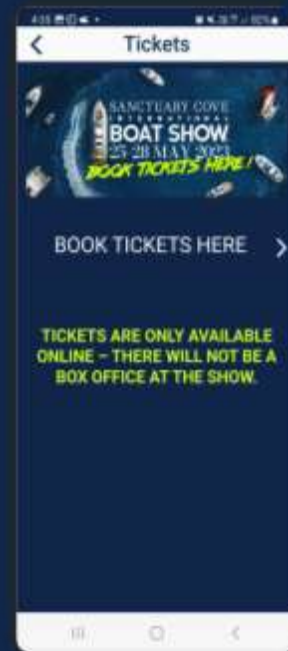 Tickets
SANCTUARY COVE
INTERNATIONAL
BOAT SHOW
25-28 MAY 2023
BOOK TICKETS HERE!
BOOK TICKETS HERE
TICKETS ARE ONLY AVAILABLE
ONLINE – THERE WILL NOT BE A
BOX OFFICE AT THE SHOW.